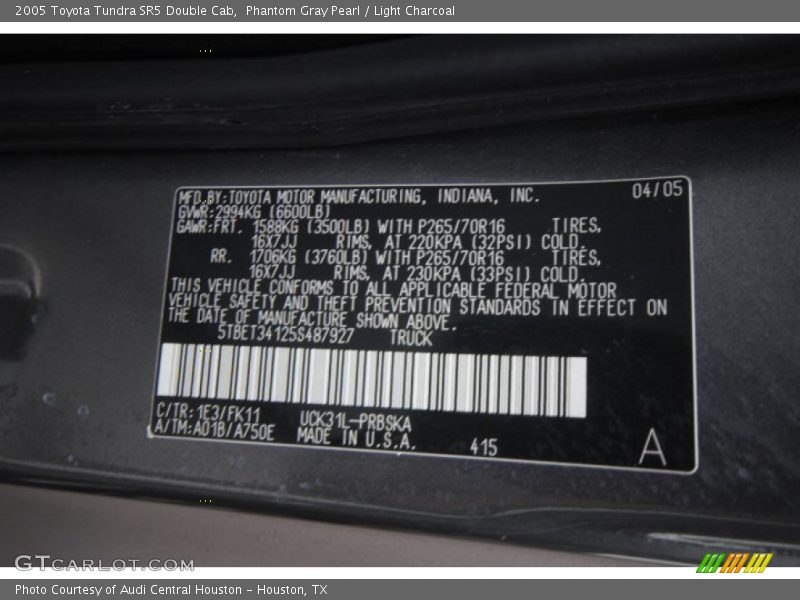 2005 Toyota Tundra SR5 Double Cab,  Phantom Gray Pearl / Light Charcoal
MFD.BY:TOYOTA MOTOR MANUFACTURING, INDIANA, INC. 04/05
GVWR:2994KG (6600LB)
GAWR:FRT. 1588KG (3500LB) WITH P265/70R16 TIRES,
16X7JJ RIMS, AT 220KPA (32PSI) COLD.
RR. 1706KG (3760LB) WITH P265/70R16 TIRES,
16X7JJ RIMS, AT 230KPA (33PSI) COLD.
THIS VEHICLE CONFORMS TO ALL APPLICABLE FEDERAL MOTOR
VEHICLE SAFETY AND THEFT PREVENTION STANDARDS IN EFFECT ON
THE DATE OF MANUFACTURE SHOWN ABOVE.
5TBET34125S487927 TRUCK
C/TR:1E3/FK11 UCK31L-PRBSKA
A/TM:A01B/A750E MADE IN U.S.A. 415 A
GTCARLOT.COM
Photo Courtesy of Audi Central Houston - Houston, TX